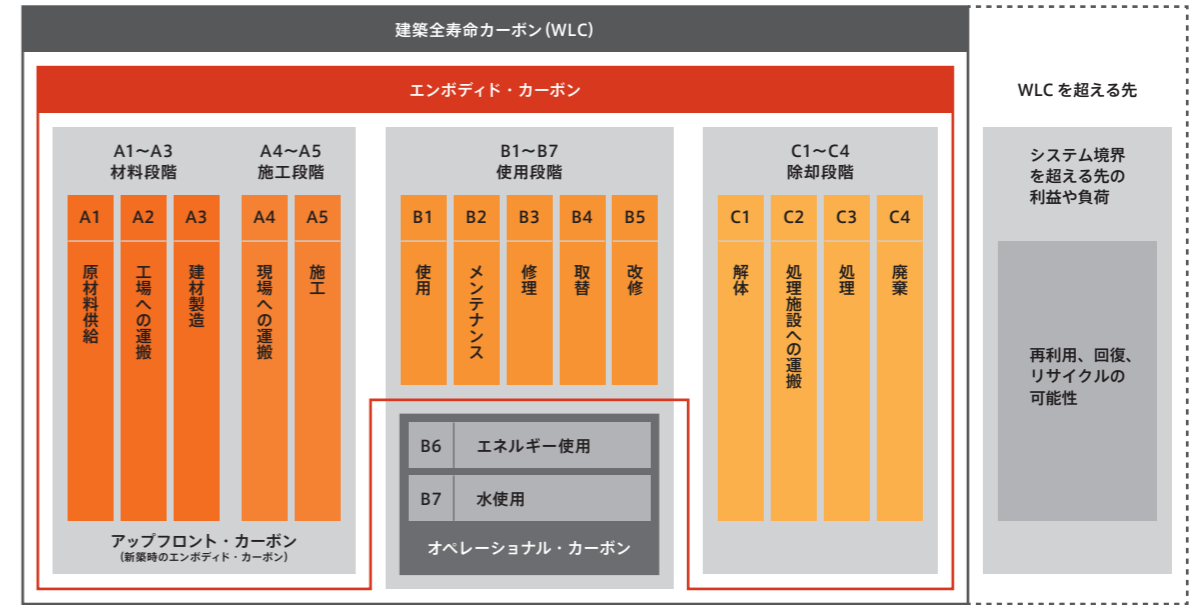 建築全寿命カーボン(WLC)
エンボディド・カーボン
A1～A3
材料段階
A4～A5
施工段階
A1
原材料供給
A2
工場への運搬
A3
建材製造
A4
現場への運搬
A5
施工
アップフロント・カーボン
(新築時のエンボディド・カーボン)
B1～B7
使用段階
B1
使用
B2
メンテナンス
B3
修理
B4
取替
B5
改修
B6
エネルギー使用
B7
水使用
オペレーショナル・カーボン
C1～C4
除却段階
C1
解体
C2
処理施設への運搬
C3
処理
C4
廃棄
WLCを超える先
システム境界
を超える先の
利益や負荷
再利用、回復、
リサイクルの
可能性